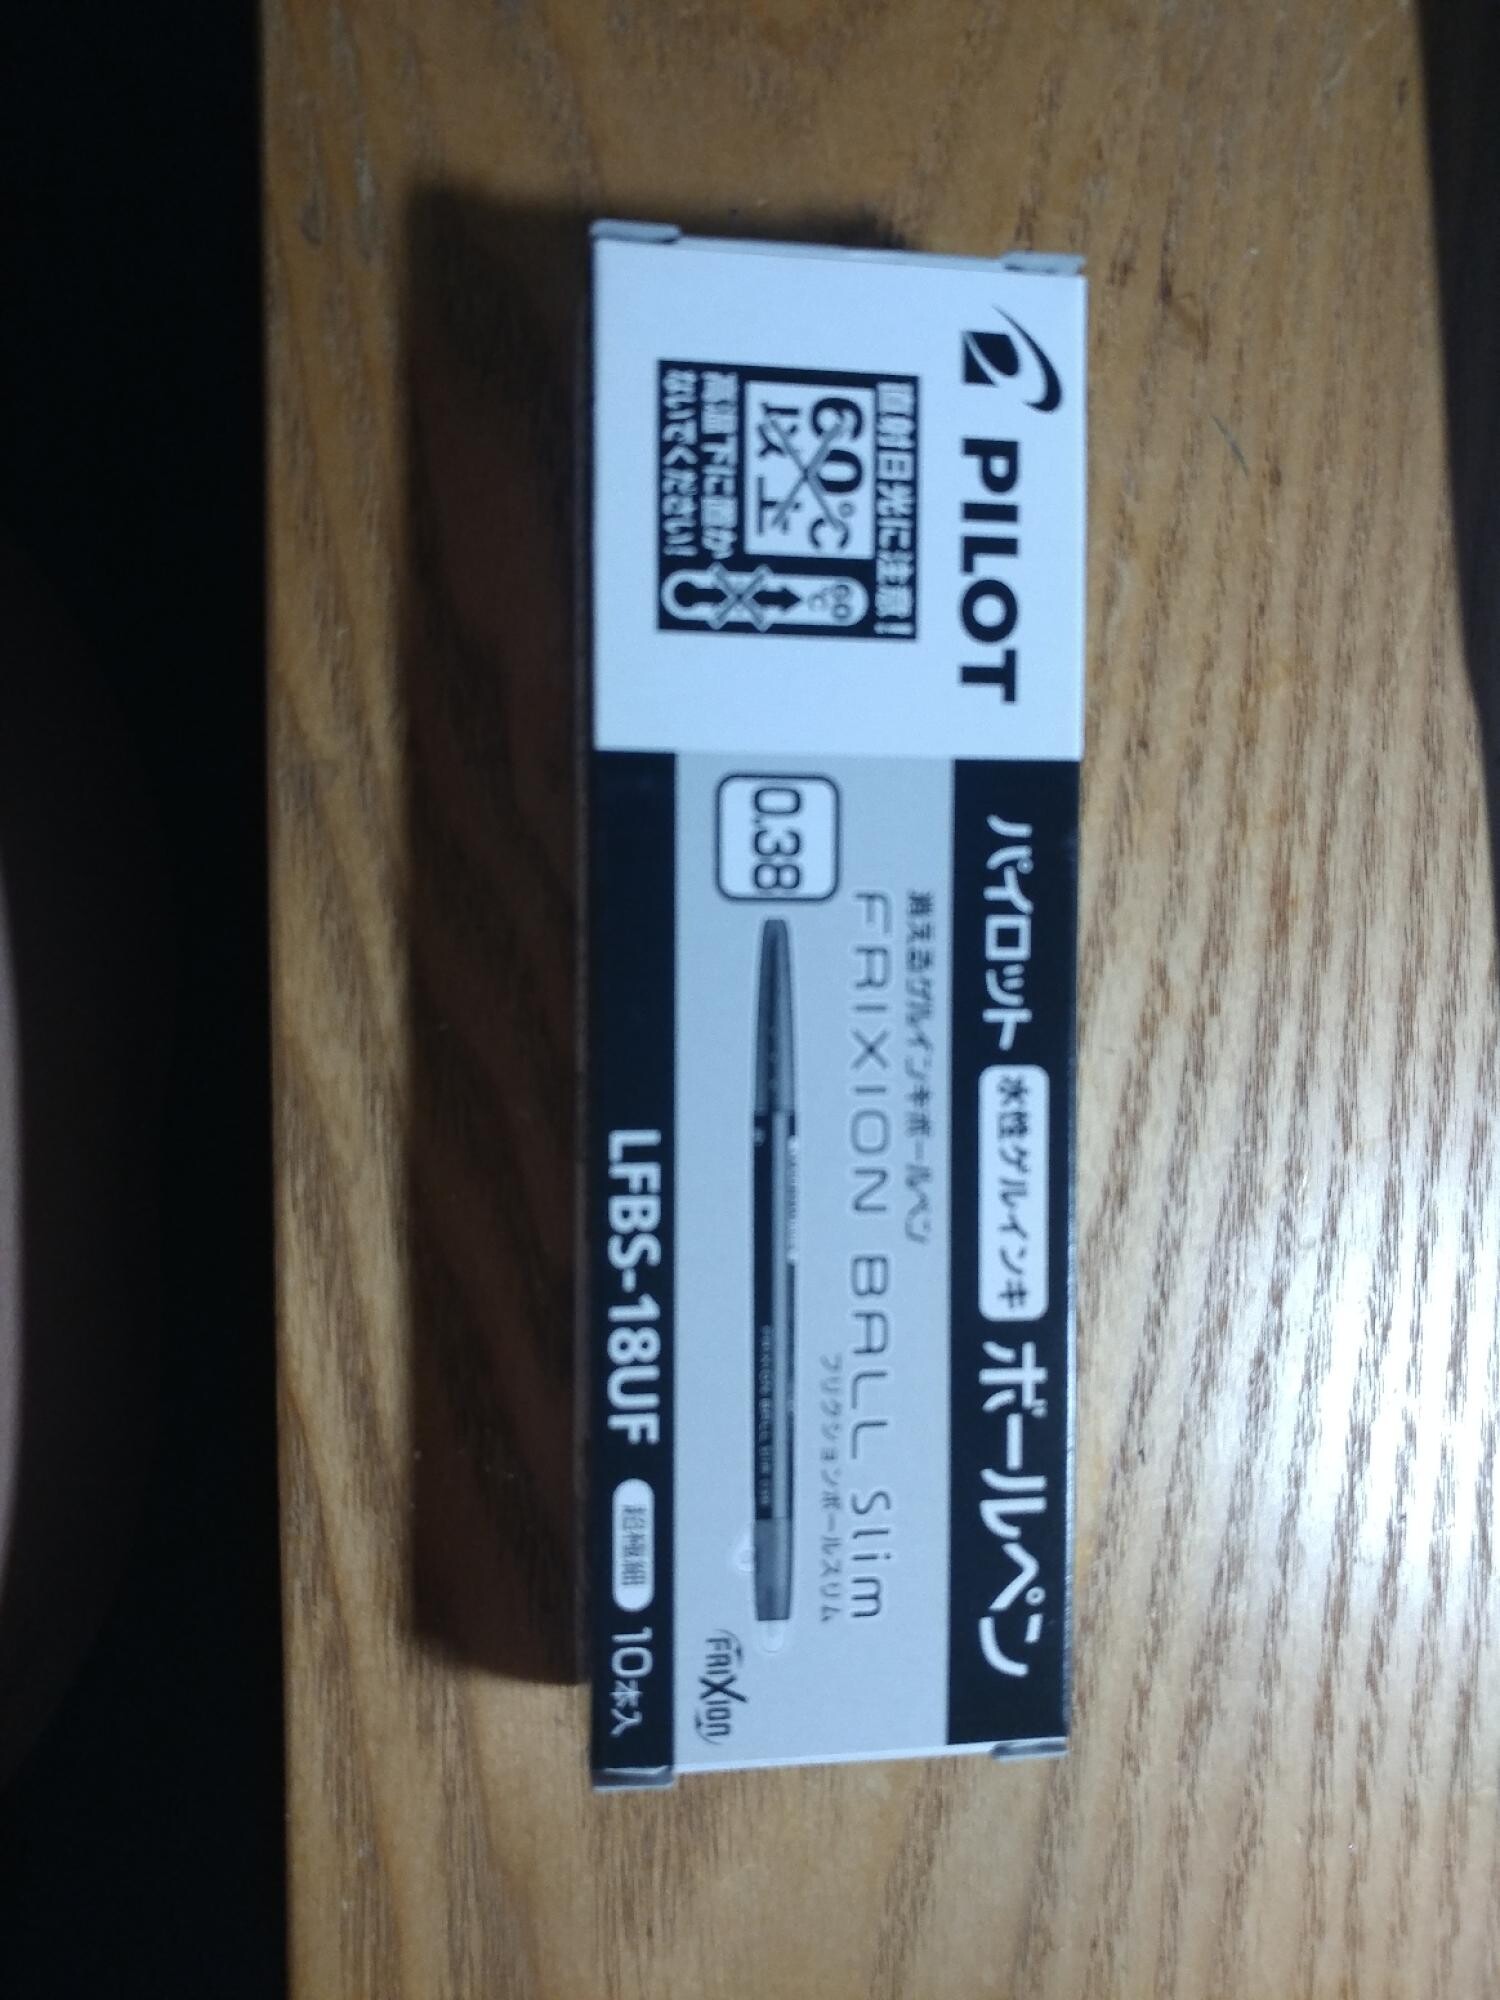 PILOT
直射日光に注意!
60℃
以上
60
℃
高温下に置か
ないでください!
パイロット 水性ゲルインキ ボールペン
消えるゲルインキボールペン
FRIXION BALL Slim
フリクションボールスリム
0.38
FRIXION
LFBS-18UF 超極細 10本入